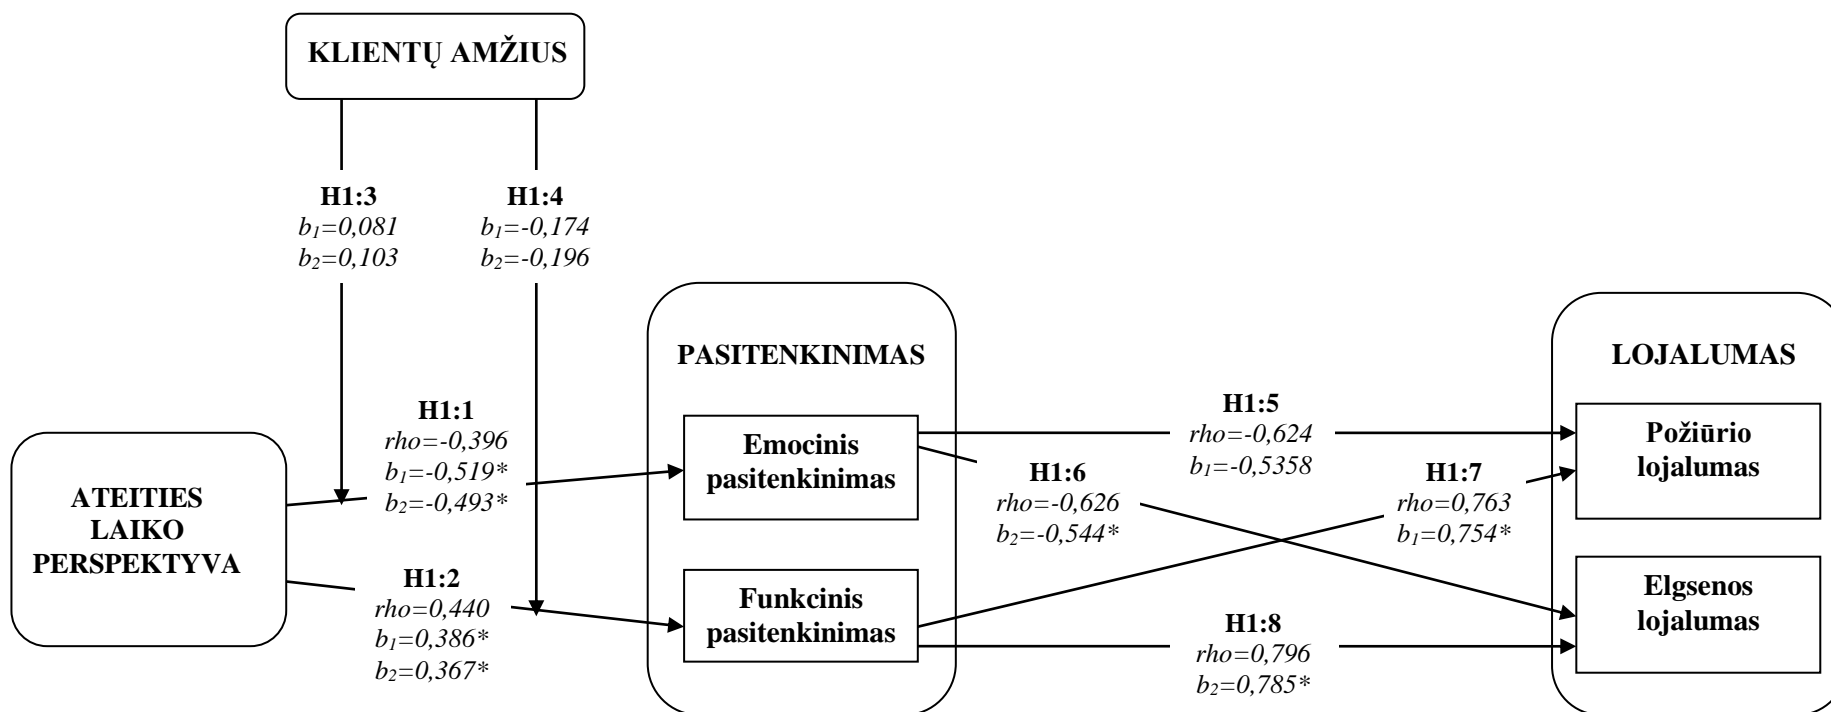 KLIENTŲ AMŽIUS
H1:3
b1=0,081
b2=0,103
H1:4
b1=-0,174
b2=-0,196
ATEITIES
LAIKO
PERSPEKTYVA
H1:1
rho=-0,396
b1=-0,519*
b2=-0,493*
H1:2
rho=0,440
b1=0,386*
b2=0,367*
PASITENKINIMAS
Emocinis
pasitenkinimas
Funkcinis
pasitenkinimas
H1:5
rho=-0,624
b1=-0,5358
H1:6
rho=-0,626
b2=-0,544*
H1:7
rho=0,763
b1=0,754*
H1:8
rho=0,796
b2=0,785*
LOJALUMAS
Požiūrio
lojalumas
Elgsenos
lojalumas